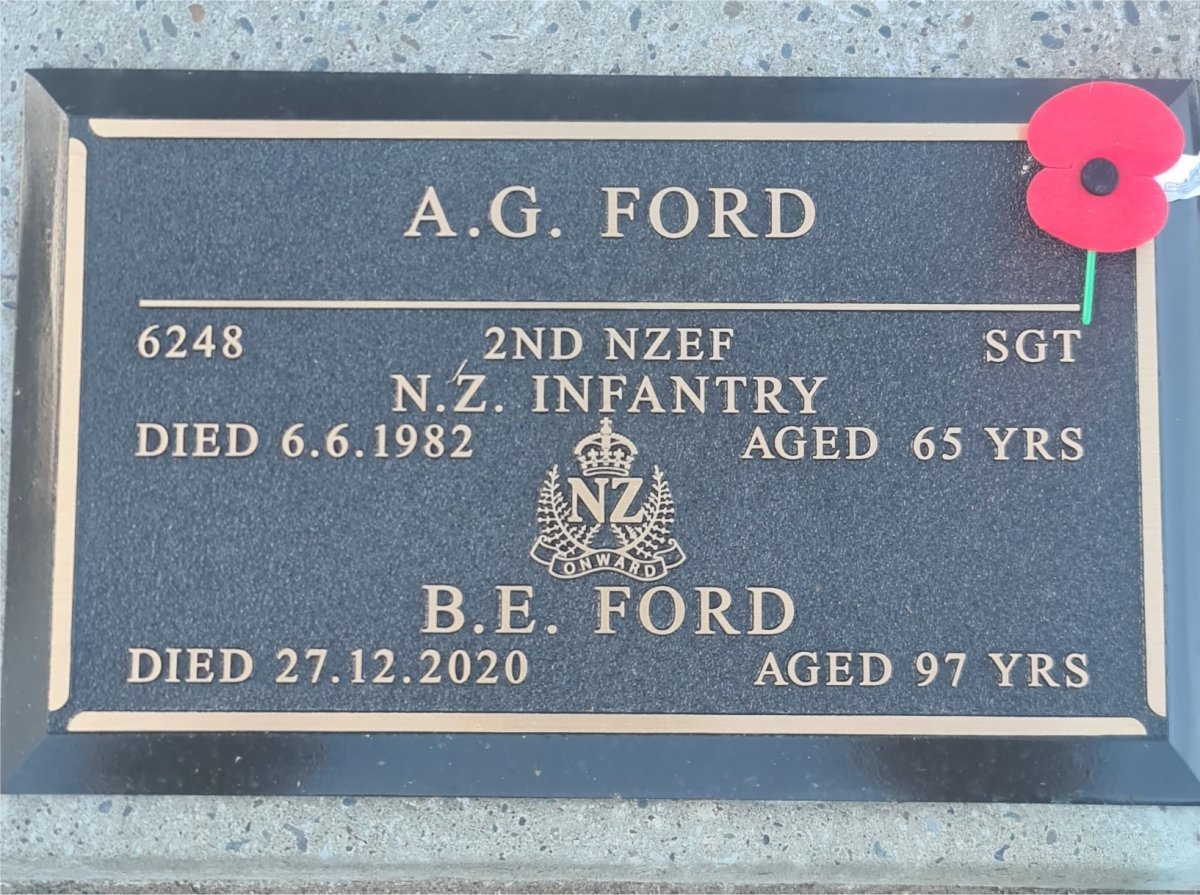 A.G. FORD
6248 2ND NZEF SGT
N.Z. INFANTRY
DIED 6.6.1982 AGED 65 YRS
NZ
ONWARD
B.E. FORD
DIED 27.12.2020 AGED 97 YRS